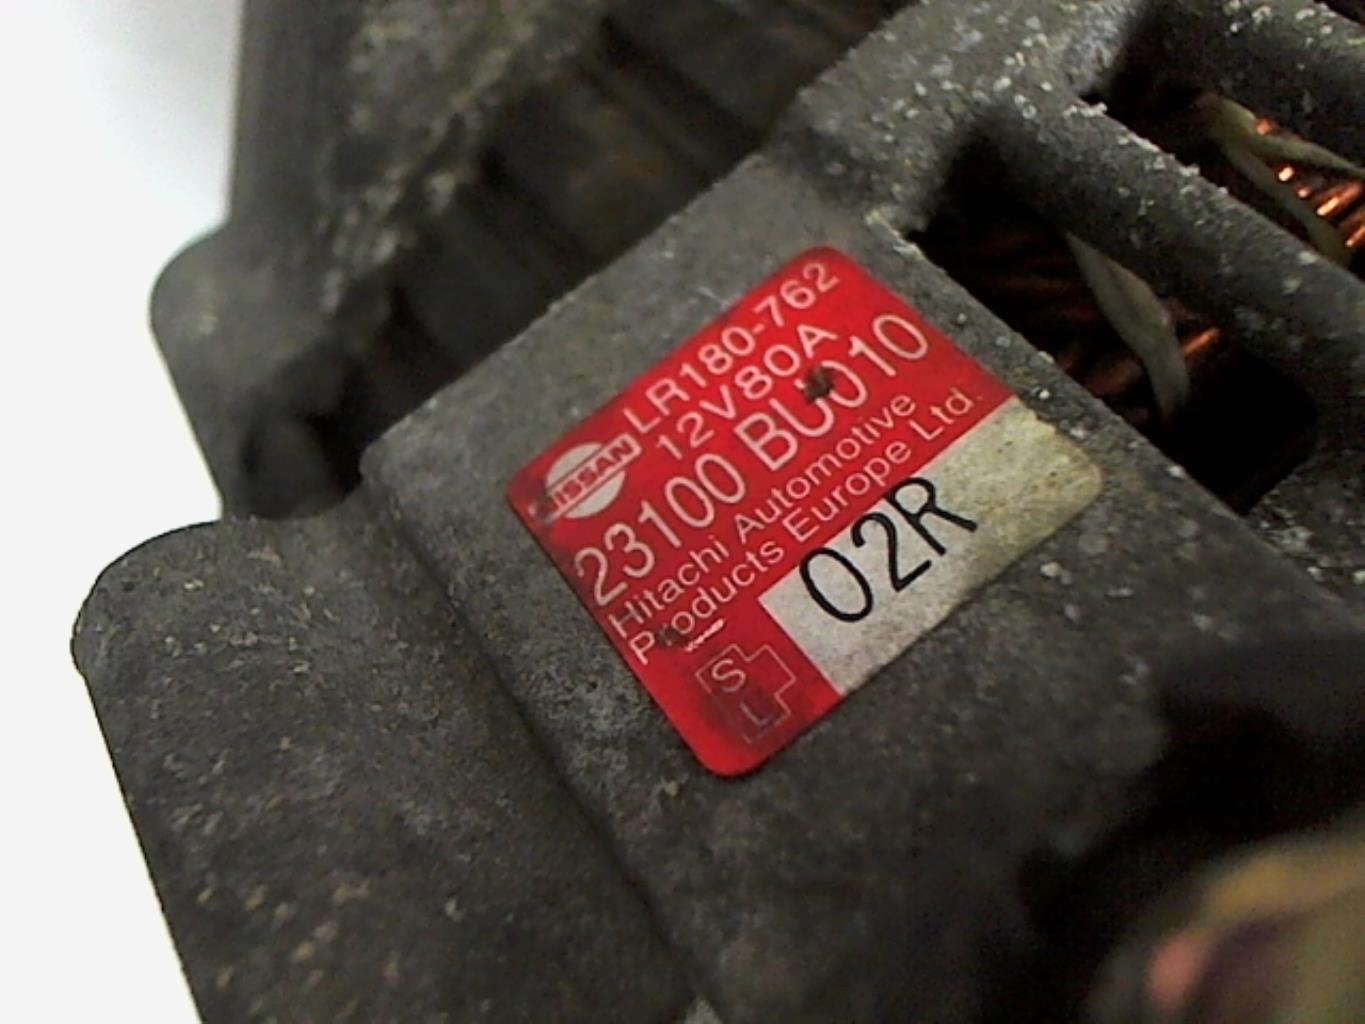 NISSAN
LR180-762
12V80A
23100 BU010
Hitachi Automotive
Products Europe Ltd.
02R
S
L